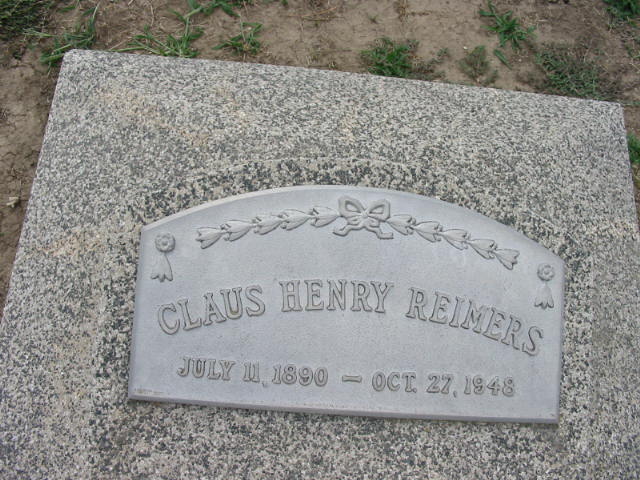 CLAUS HENRY REIMERS
JULY 11, 1890 — OCT. 27, 1948